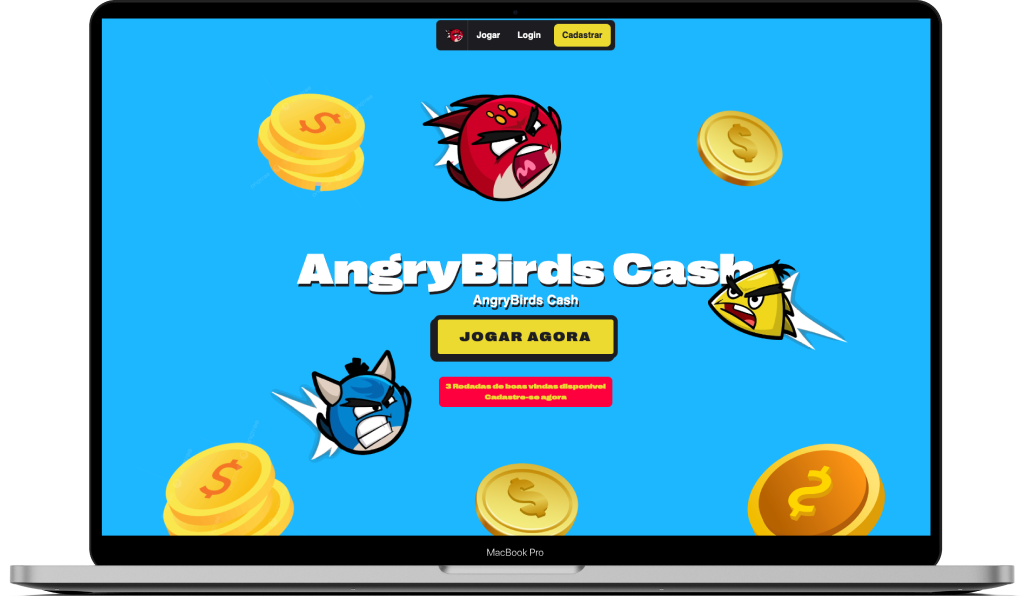 Jogar
Login
Cadastrar
AngryBirds Cash
AngryBirds Cash
JOGAR AGORA
3 Rodadas de boas vindas disponível
Cadastre-se agora
MacBook Pro